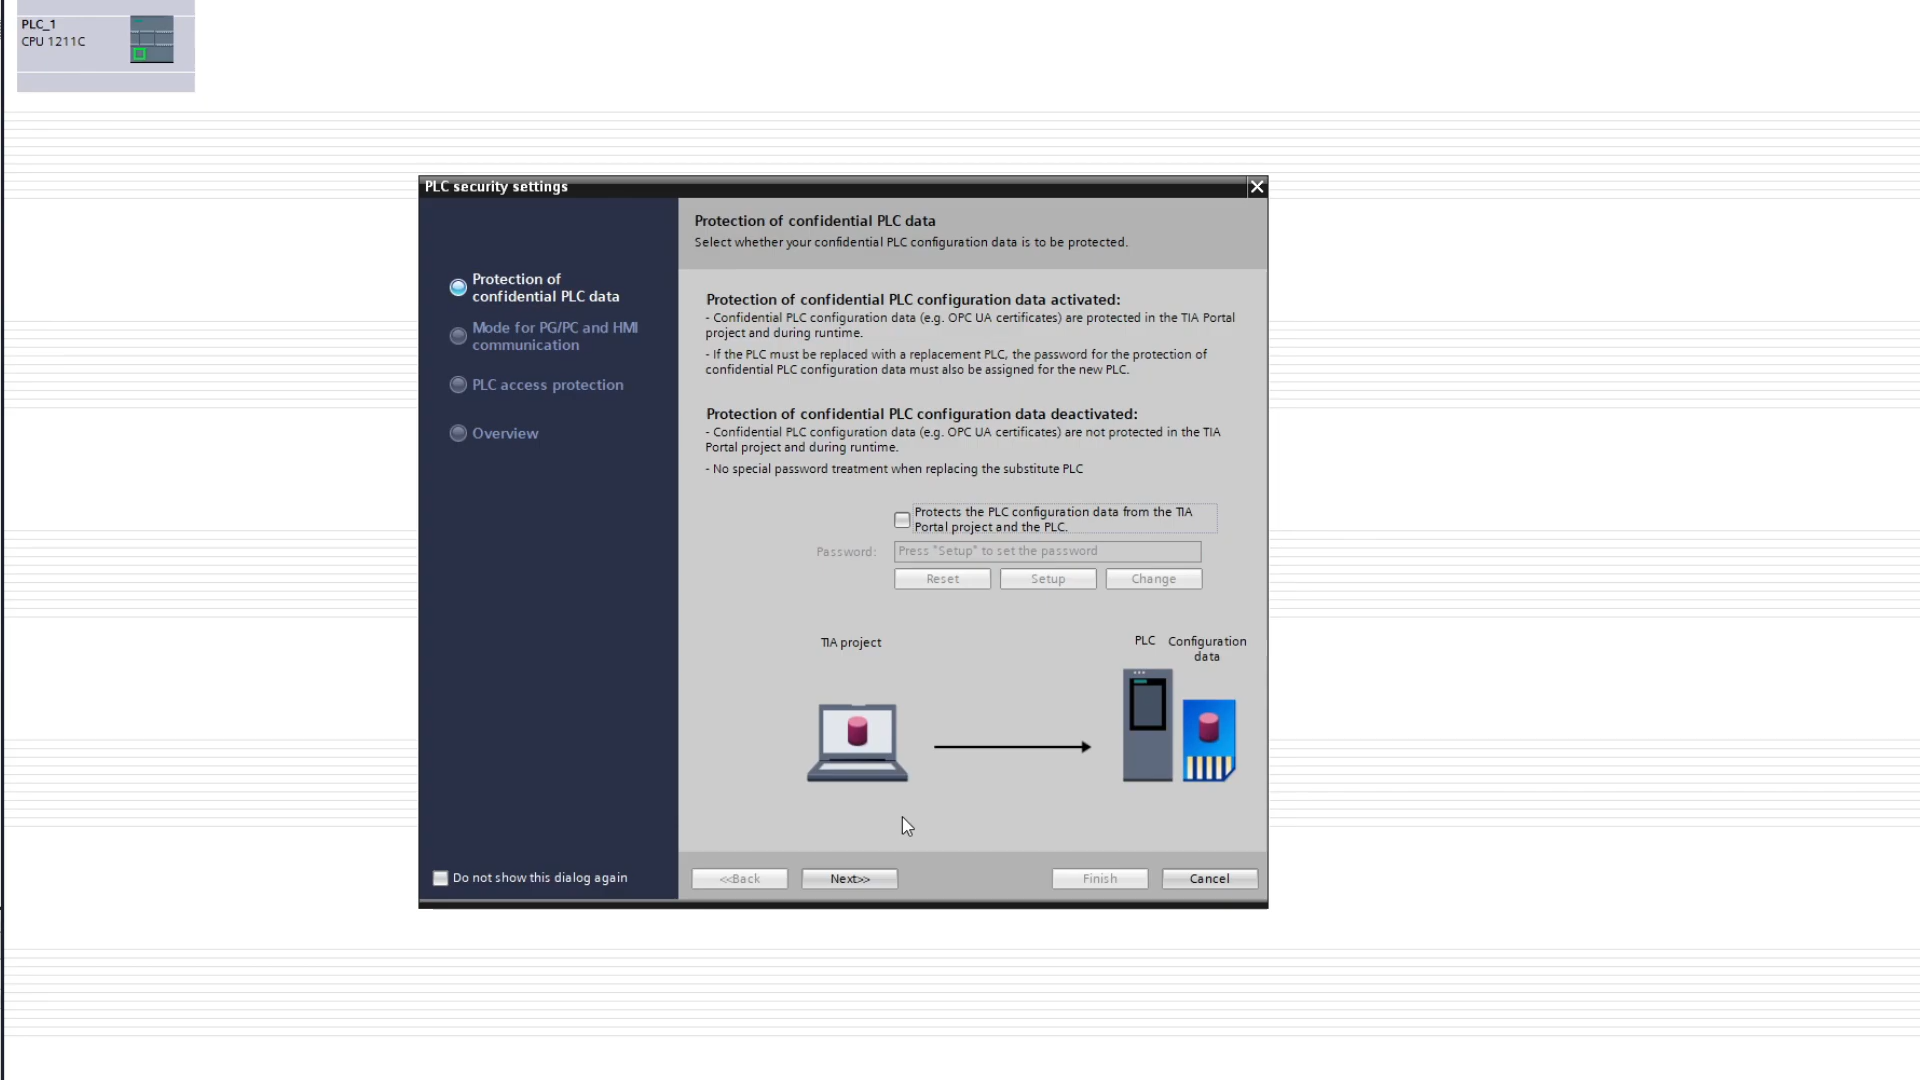 PLC_1
CPU 1211C
PLC security settings
Protection of
confidential PLC data
Mode for PG/PC and HMI
communication
PLC access protection
Overview
Do not show this dialog again
Protection of confidential PLC data
Select whether your confidential PLC configuration data is to be protected.
Protection of confidential PLC configuration data activated:
- Confidential PLC configuration data (e.g. OPC UA certificates) are protected in the TIA Portal
project and during runtime.
- If the PLC must be replaced with a replacement PLC, the password for the protection of
confidential PLC configuration data must also be assigned for the new PLC.
Protection of confidential PLC configuration data deactivated:
- Confidential PLC configuration data (e.g. OPC UA certificates) are not protected in the TIA
Portal project and during runtime.
- No special password treatment when replacing the substitute PLC
Protects the PLC configuration data from the TIA
Portal project and the PLC.
Password: Press "Setup" to set the password
Reset Setup Change
TIA project
PLC Configuration
data
<<Back Next>> Finish Cancel